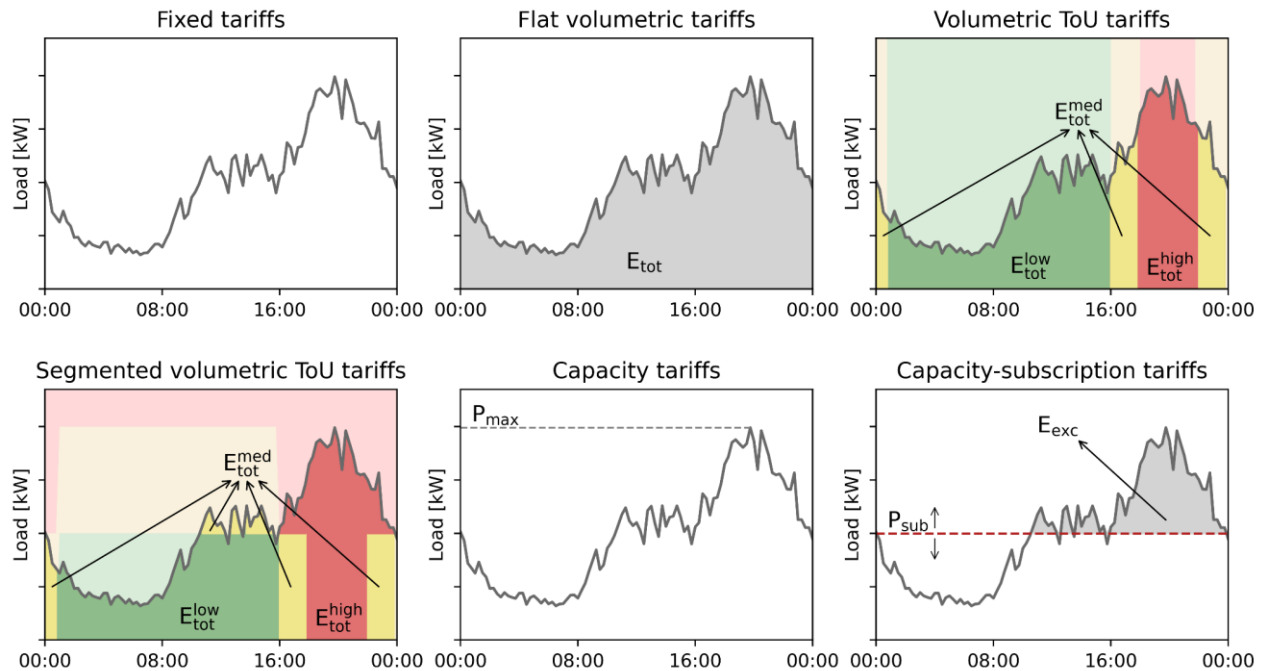 Fixed tariffs
Load [kW]
00:00 08:00 16:00 00:00
Flat volumetric tariffs
Load [kW]
E_tot
00:00 08:00 16:00 00:00
Volumetric ToU tariffs
Load [kW]
E_tot^med
E_tot^low
E_tot^high
00:00 08:00 16:00 00:00
Segmented volumetric ToU tariffs
Load [kW]
E_tot^med
E_tot^low
E_tot^high
00:00 08:00 16:00 00:00
Capacity tariffs
Load [kW]
P_max
00:00 08:00 16:00 00:00
Capacity-subscription tariffs
Load [kW]
E_exc
P_sub
00:00 08:00 16:00 00:00